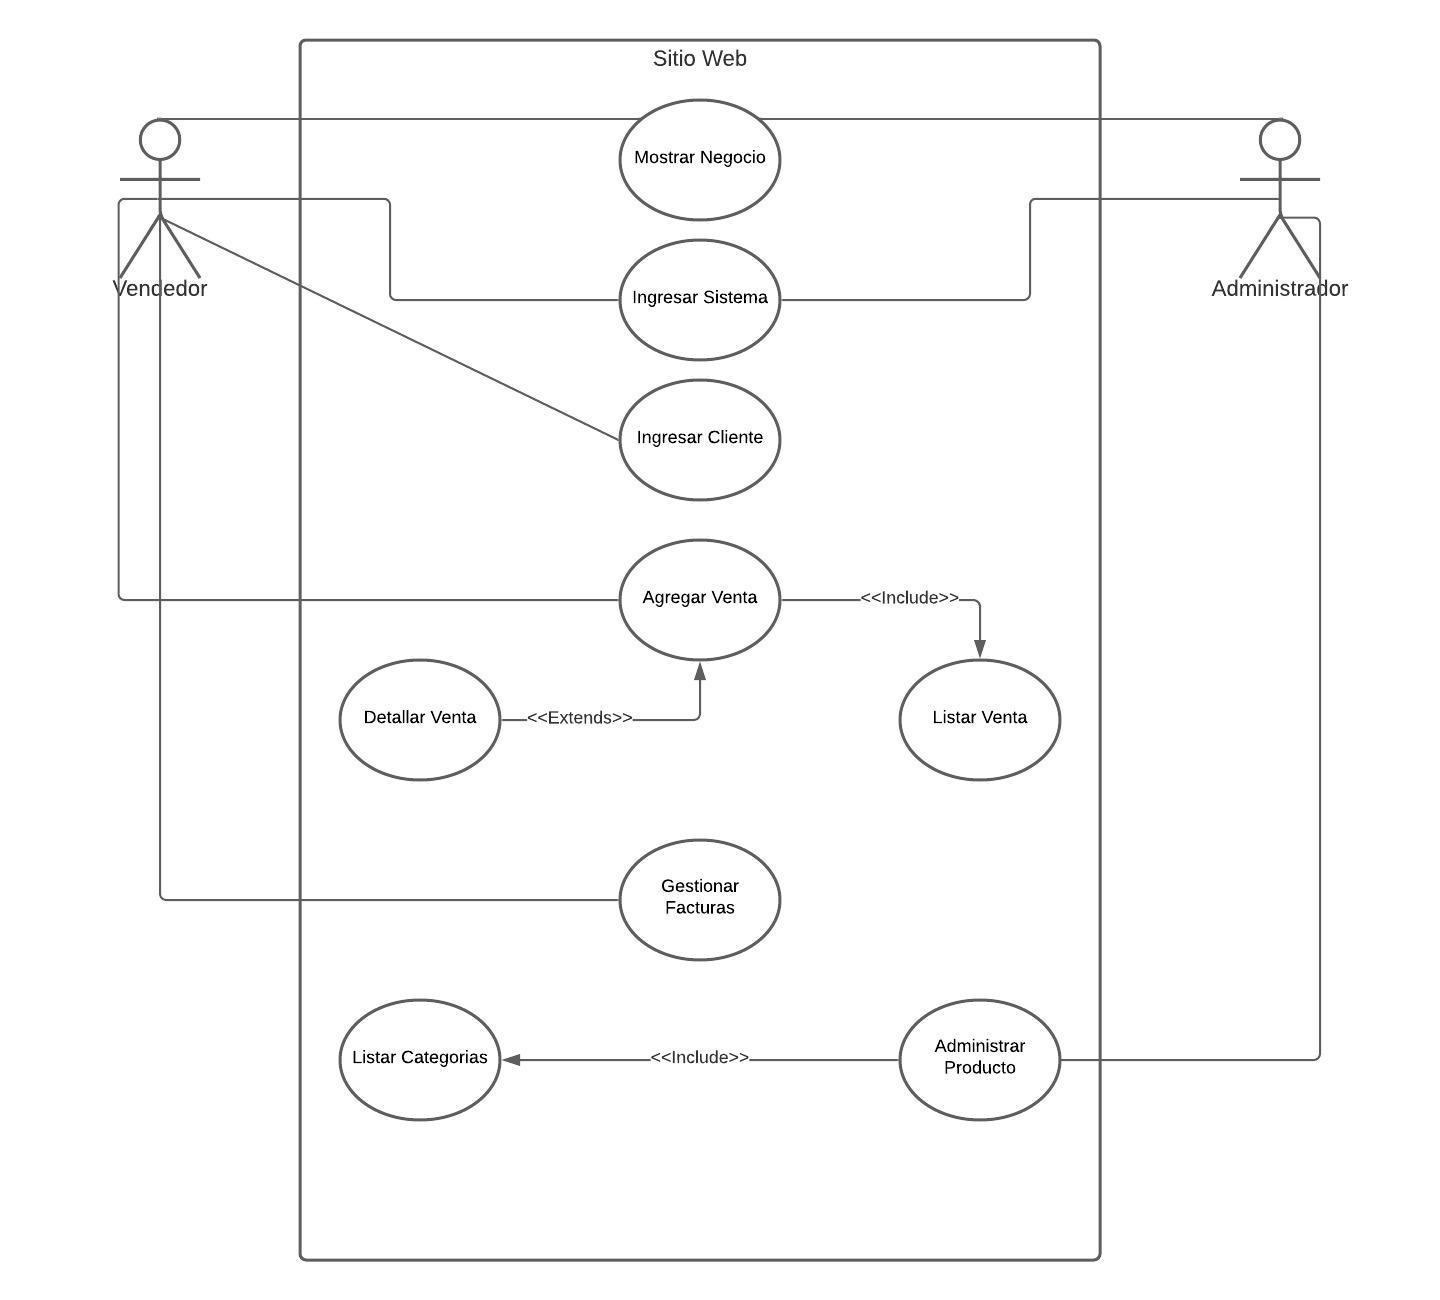 Sitio Web
Mostrar Negocio
Vendedor
Ingresar Sistema
Administrador
Ingresar Cliente
Agregar Venta
<<Include>>
Detallar Venta
<<Extends>>
Listar Venta
Gestionar
Facturas
Listar Categorias
<<Include>>
Administrar
Producto